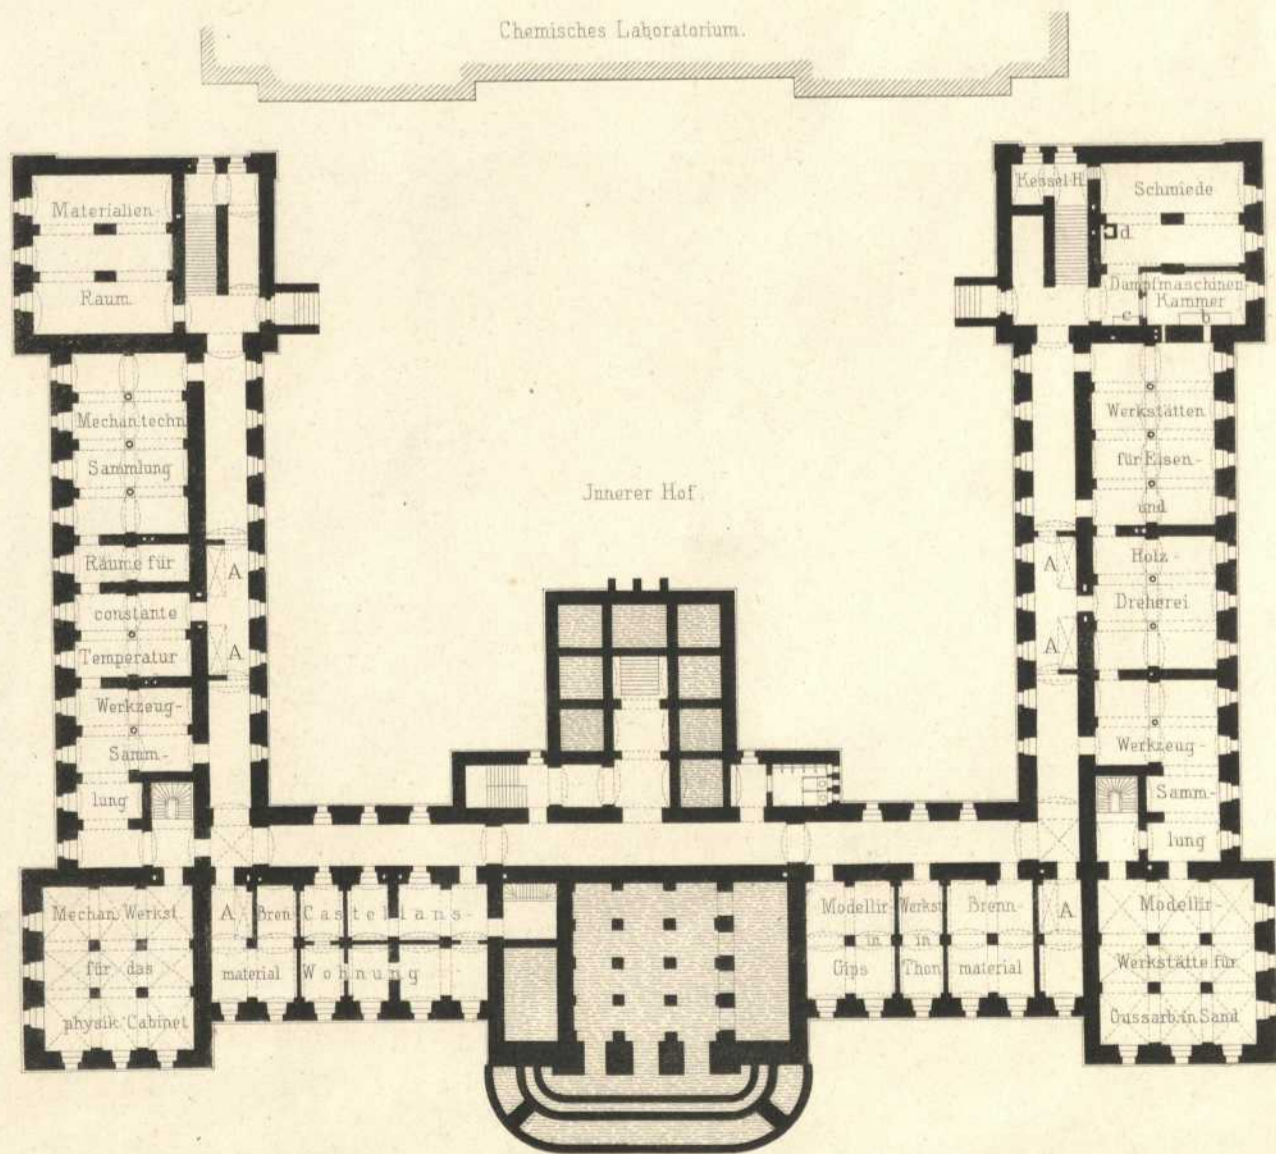 Chemisches Laboratorium.
Materialien-
Raum.
Kessel H.
Schmiede
d
Dampfmaschinen
Kammer
c
b
Mechan. techn.
Sammlung
Werkstätten
für Eisen-
und
Jnnerer Hof.
Räume für
A
constante
A
Temperatur
Holz-
A
Dreherei
A
Werkzeug-
Samm-
lung
Werkzeug-
Samm-
lung
Mechan. Werkst.
für das
physik. Cabinet
A
Bren
material
Castellans-
Wohnung
Modellir-
in
Gips
Werkst.
in
Thon
Brenn-
material
A
Modellir-
Werkstätte für
Gussarb. in Sand